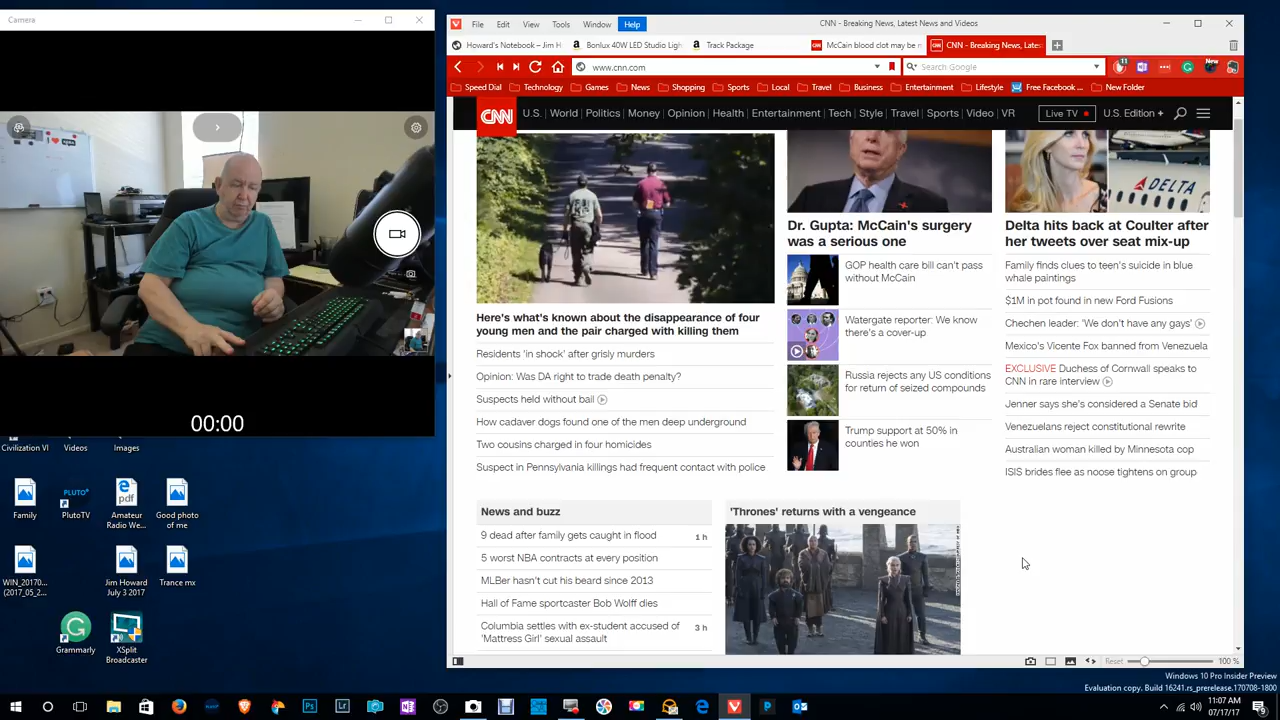 Camera
00:00
File Edit View Tools Window Help
CNN - Breaking News, Latest News and Videos
Howard's Notebook – Jim H
Bonlux 40W LED Studio Ligh
Track Package
McCain blood clot may be m
CNN - Breaking News, Lates
www.cnn.com
Search Google
11
New
Speed Dial Technology Games News Shopping Sports Local Travel Business Entertainment Lifestyle Free Facebook ... New Folder
CNN U.S. World Politics Money Opinion Health Entertainment Tech Style Travel Sports Video VR Live TV U.S. Edition +
DELTA
Here's what's known about the disappearance of four
young men and the pair charged with killing them
Residents 'in shock' after grisly murders
Opinion: Was DA right to trade death penalty?
Suspects held without bail
How cadaver dogs found one of the men deep underground
Two cousins charged in four homicides
Suspect in Pennsylvania killings had frequent contact with police
Dr. Gupta: McCain's surgery
was a serious one
GOP health care bill can't pass
without McCain
Watergate reporter: We know
there's a cover-up
Russia rejects any US conditions
for return of seized compounds
Trump support at 50% in
counties he won
Delta hits back at Coulter after
her tweets over seat mix-up
Family finds clues to teen's suicide in blue
whale paintings
$1M in pot found in new Ford Fusions
Chechen leader: 'We don't have any gays'
Mexico's Vicente Fox banned from Venezuela
EXCLUSIVE Duchess of Cornwall speaks to
CNN in rare interview
Jenner says she's considered a Senate bid
Venezuelans reject constitutional rewrite
Australian woman killed by Minnesota cop
ISIS brides flee as noose tightens on group
News and buzz
9 dead after family gets caught in flood 1 h
5 worst NBA contracts at every position
MLBer hasn't cut his beard since 2013
Hall of Fame sportcaster Bob Wolff dies
Columbia settles with ex-student accused of 3 h
'Mattress Girl' sexual assault
'Thrones' returns with a vengeance
Reset 100 %
Civilization VI
Videos
Images
Family
PLUTO
PlutoTV
pdf
Amateur
Radio We...
Good photo
of me
WIN_20170...
(2017_05_2...
Jim Howard
July 3 2017
Trance mx
Grammarly
XSplit
Broadcaster
Windows 10 Pro Insider Preview
Evaluation copy. Build 16241.rs_prerelease.170708-1800
Ps
Lr
11:07 AM
07/17/17